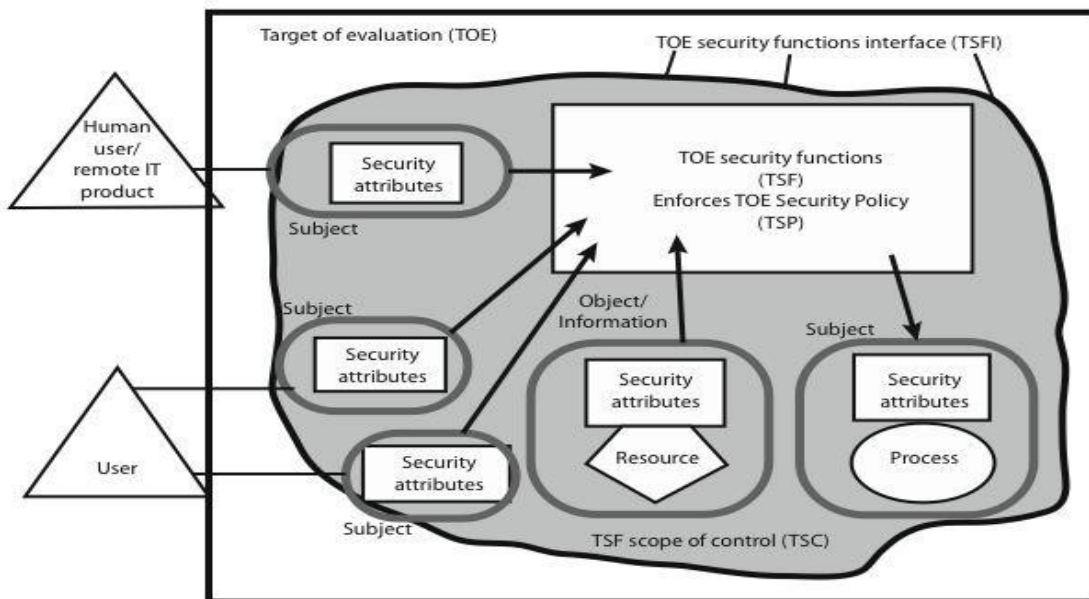 Target of evaluation (TOE)
TOE security functions interface (TSFI)
Human
user/
remote IT
product
Security
attributes
Subject
TOE security functions
(TSF)
Enforces TOE Security Policy
(TSP)
Subject
Security
attributes
Object/
Information
Subject
Security
attributes
Resource
Security
attributes
Process
User
Security
attributes
Subject
TSF scope of control (TSC)